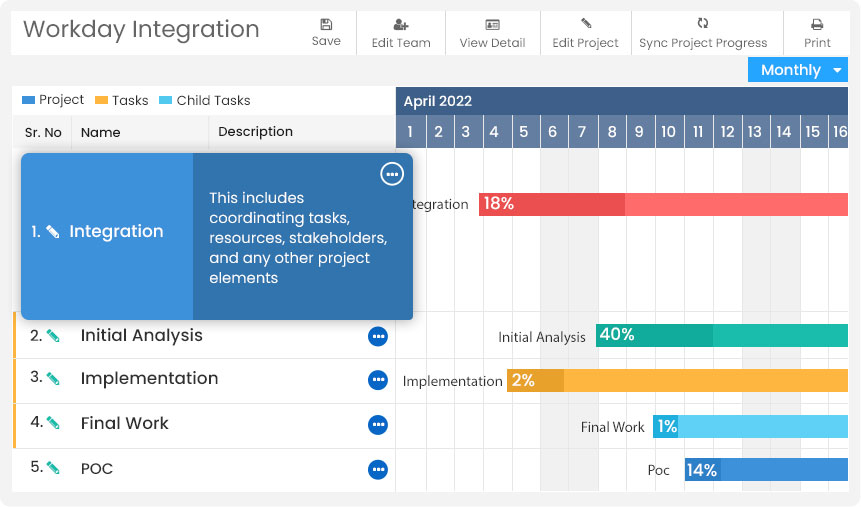 Workday Integration
Save
Edit Team
View Detail
Edit Project
Sync Project Progress
Print
Monthly
Project Tasks Child Tasks
April 2022
Sr. No Name Description
1 2 3 4 5 6 7 8 9 10 11 12 13 14 15 16
1. Integration
This includes
coordinating tasks,
resources, stakeholders,
and any other project
elements
tegration 18%
2. Initial Analysis
Initial Analysis 40%
3. Implementation
Implementation 2%
4. Final Work
Final Work 1%
5. POC
Poc 14%